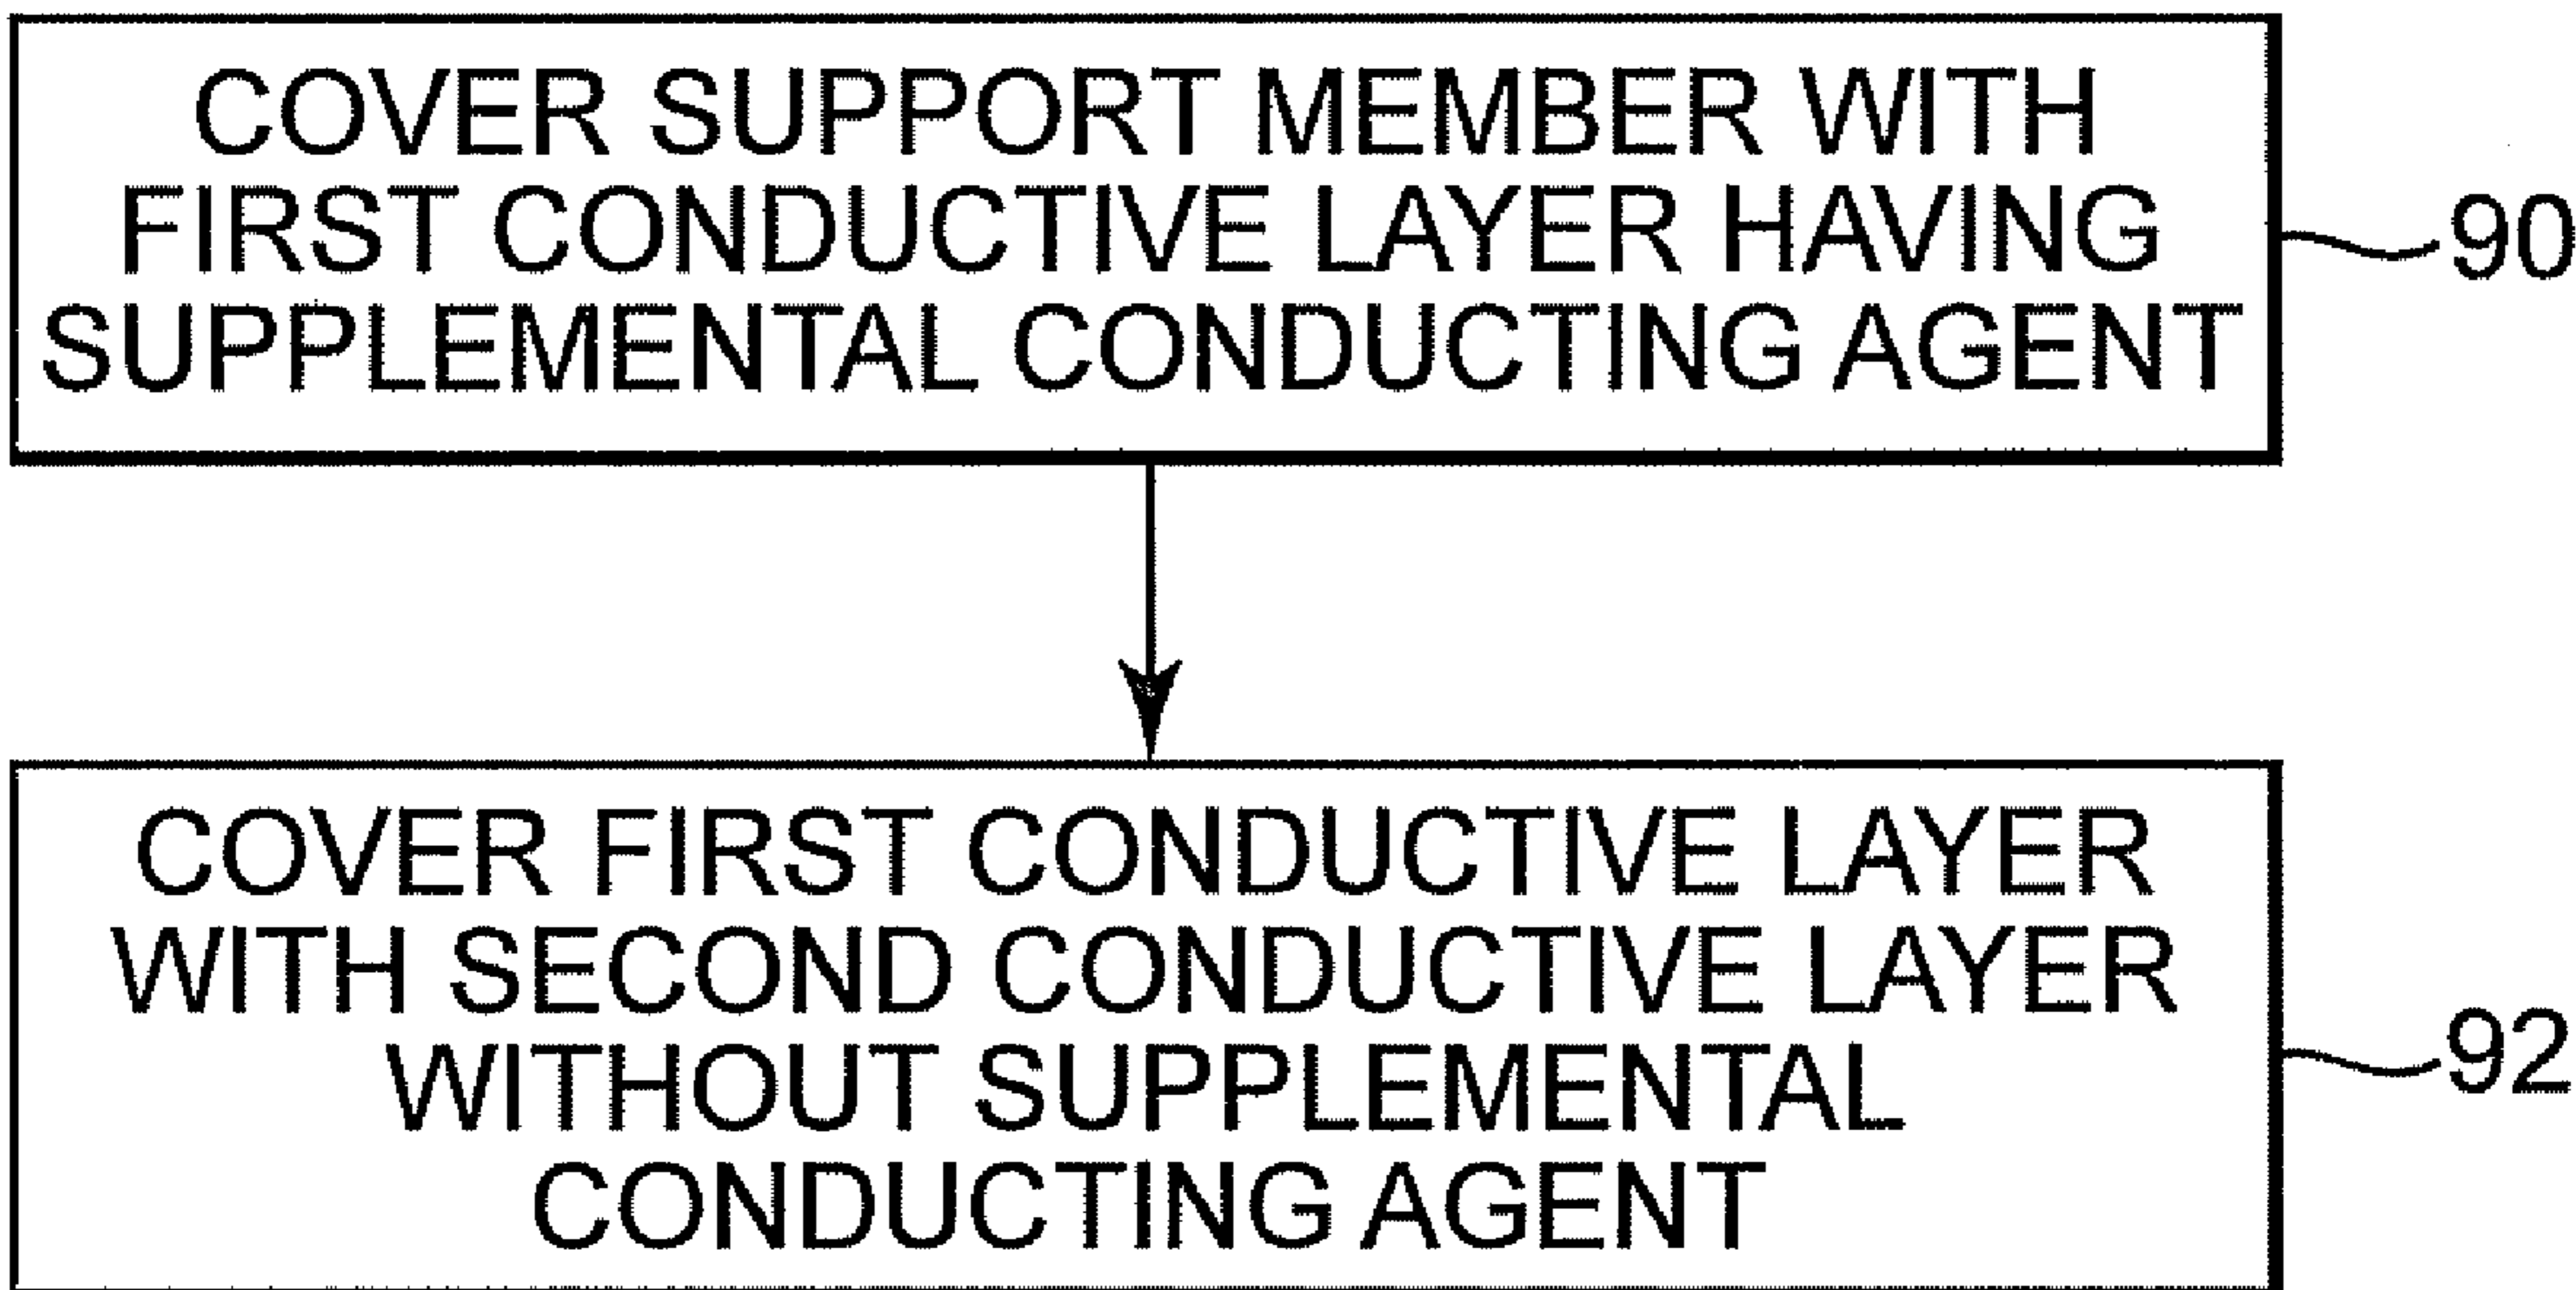 COVER SUPPORT MEMBER WITH
FIRST CONDUCTIVE LAYER HAVING
SUPPLEMENTAL CONDUCTING AGENT
90
COVER FIRST CONDUCTIVE LAYER
WITH SECOND CONDUCTIVE LAYER
WITHOUT SUPPLEMENTAL
CONDUCTING AGENT
92